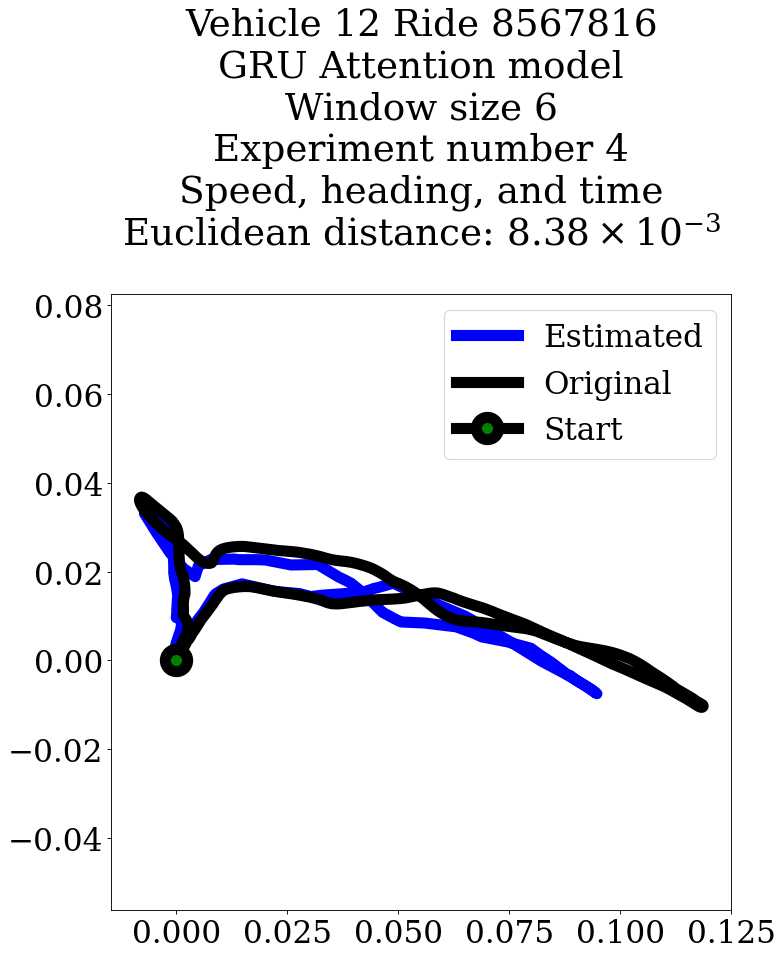 Vehicle 12 Ride 8567816
GRU Attention model
Window size 6
Experiment number 4
Speed, heading, and time
Euclidean distance: 8.38 × 10⁻³
Estimated
Original
Start
0.08
0.06
0.04
0.02
0.00
−0.02
−0.04
0.000 0.025 0.050 0.075 0.100 0.125